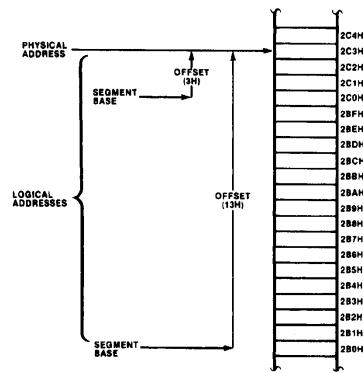 PHYSICAL
ADDRESS
OFFSET
(3H)
SEGMENT
BASE
LOGICAL
ADDRESSES
OFFSET
(13H)
SEGMENT
BASE
2C4H
2C3H
2C2H
2C1H
2C0H
2BFH
2BEH
2BDH
2BCH
2BBH
2BAH
2B9H
2B8H
2B7H
2B6H
2B5H
2B4H
2B3H
2B2H
2B1H
2B0H